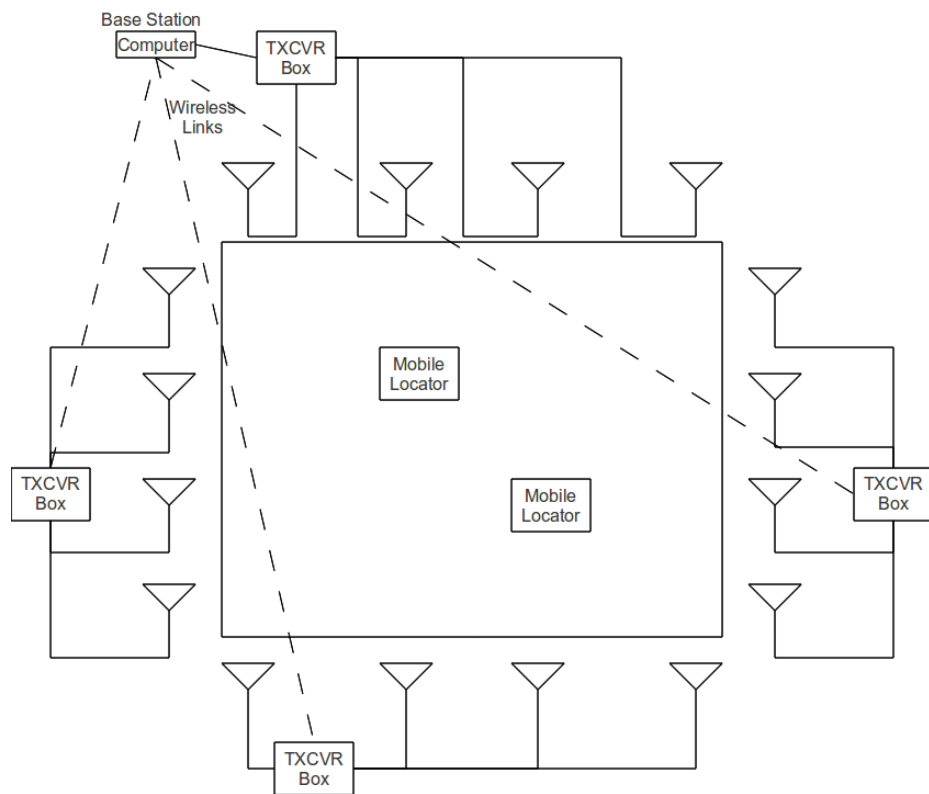 Base Station
Computer
TXCVR
Box
Wireless
Links
Mobile
Locator
TXCVR
Box
Mobile
Locator
TXCVR
Box
TXCVR
Box